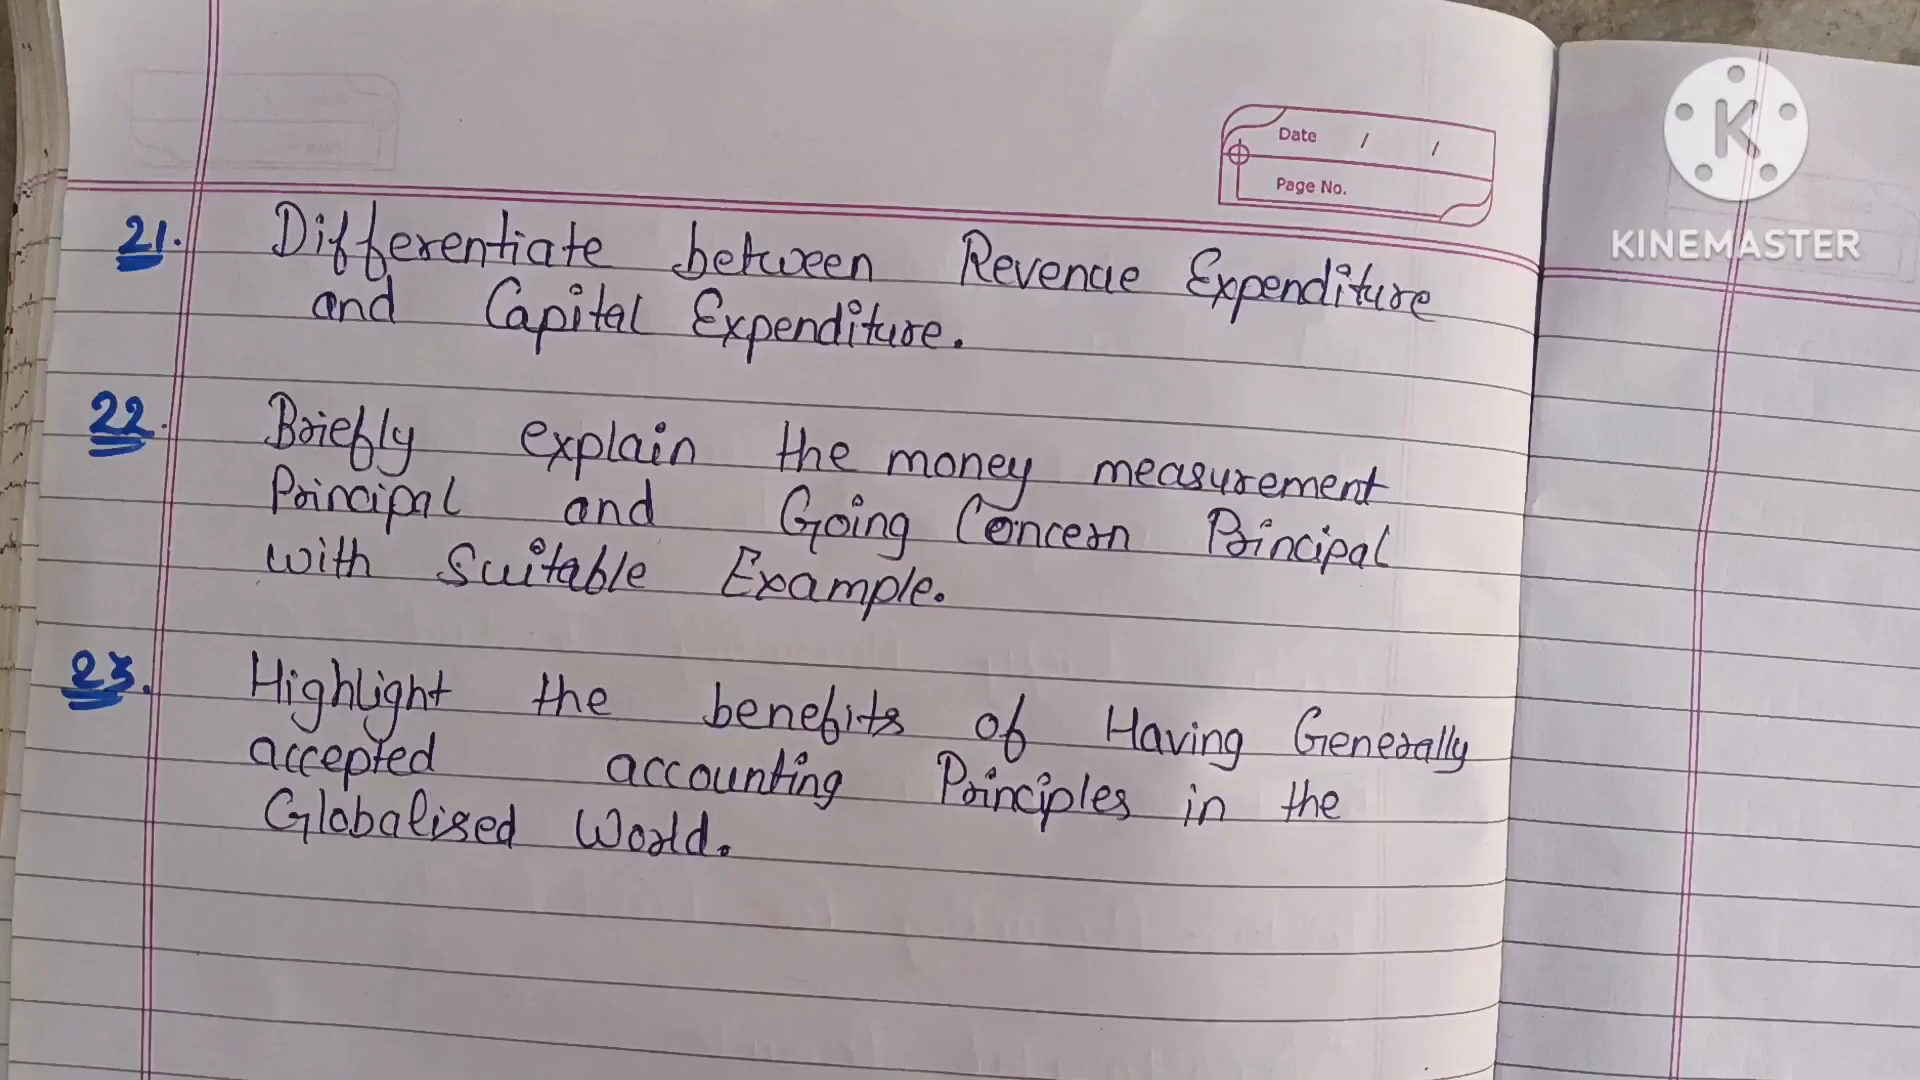 Date / /
Page No.
K
KINEMASTER
21. Differentiate between Revenue Expenditure
and Capital Expenditure.
22. Briefly explain the money measurement
Principal and Going Concern Principal
with Suitable Example.
23. Highlight the benefits of Having Generally
accepted accounting Principles in the
Globalised World.